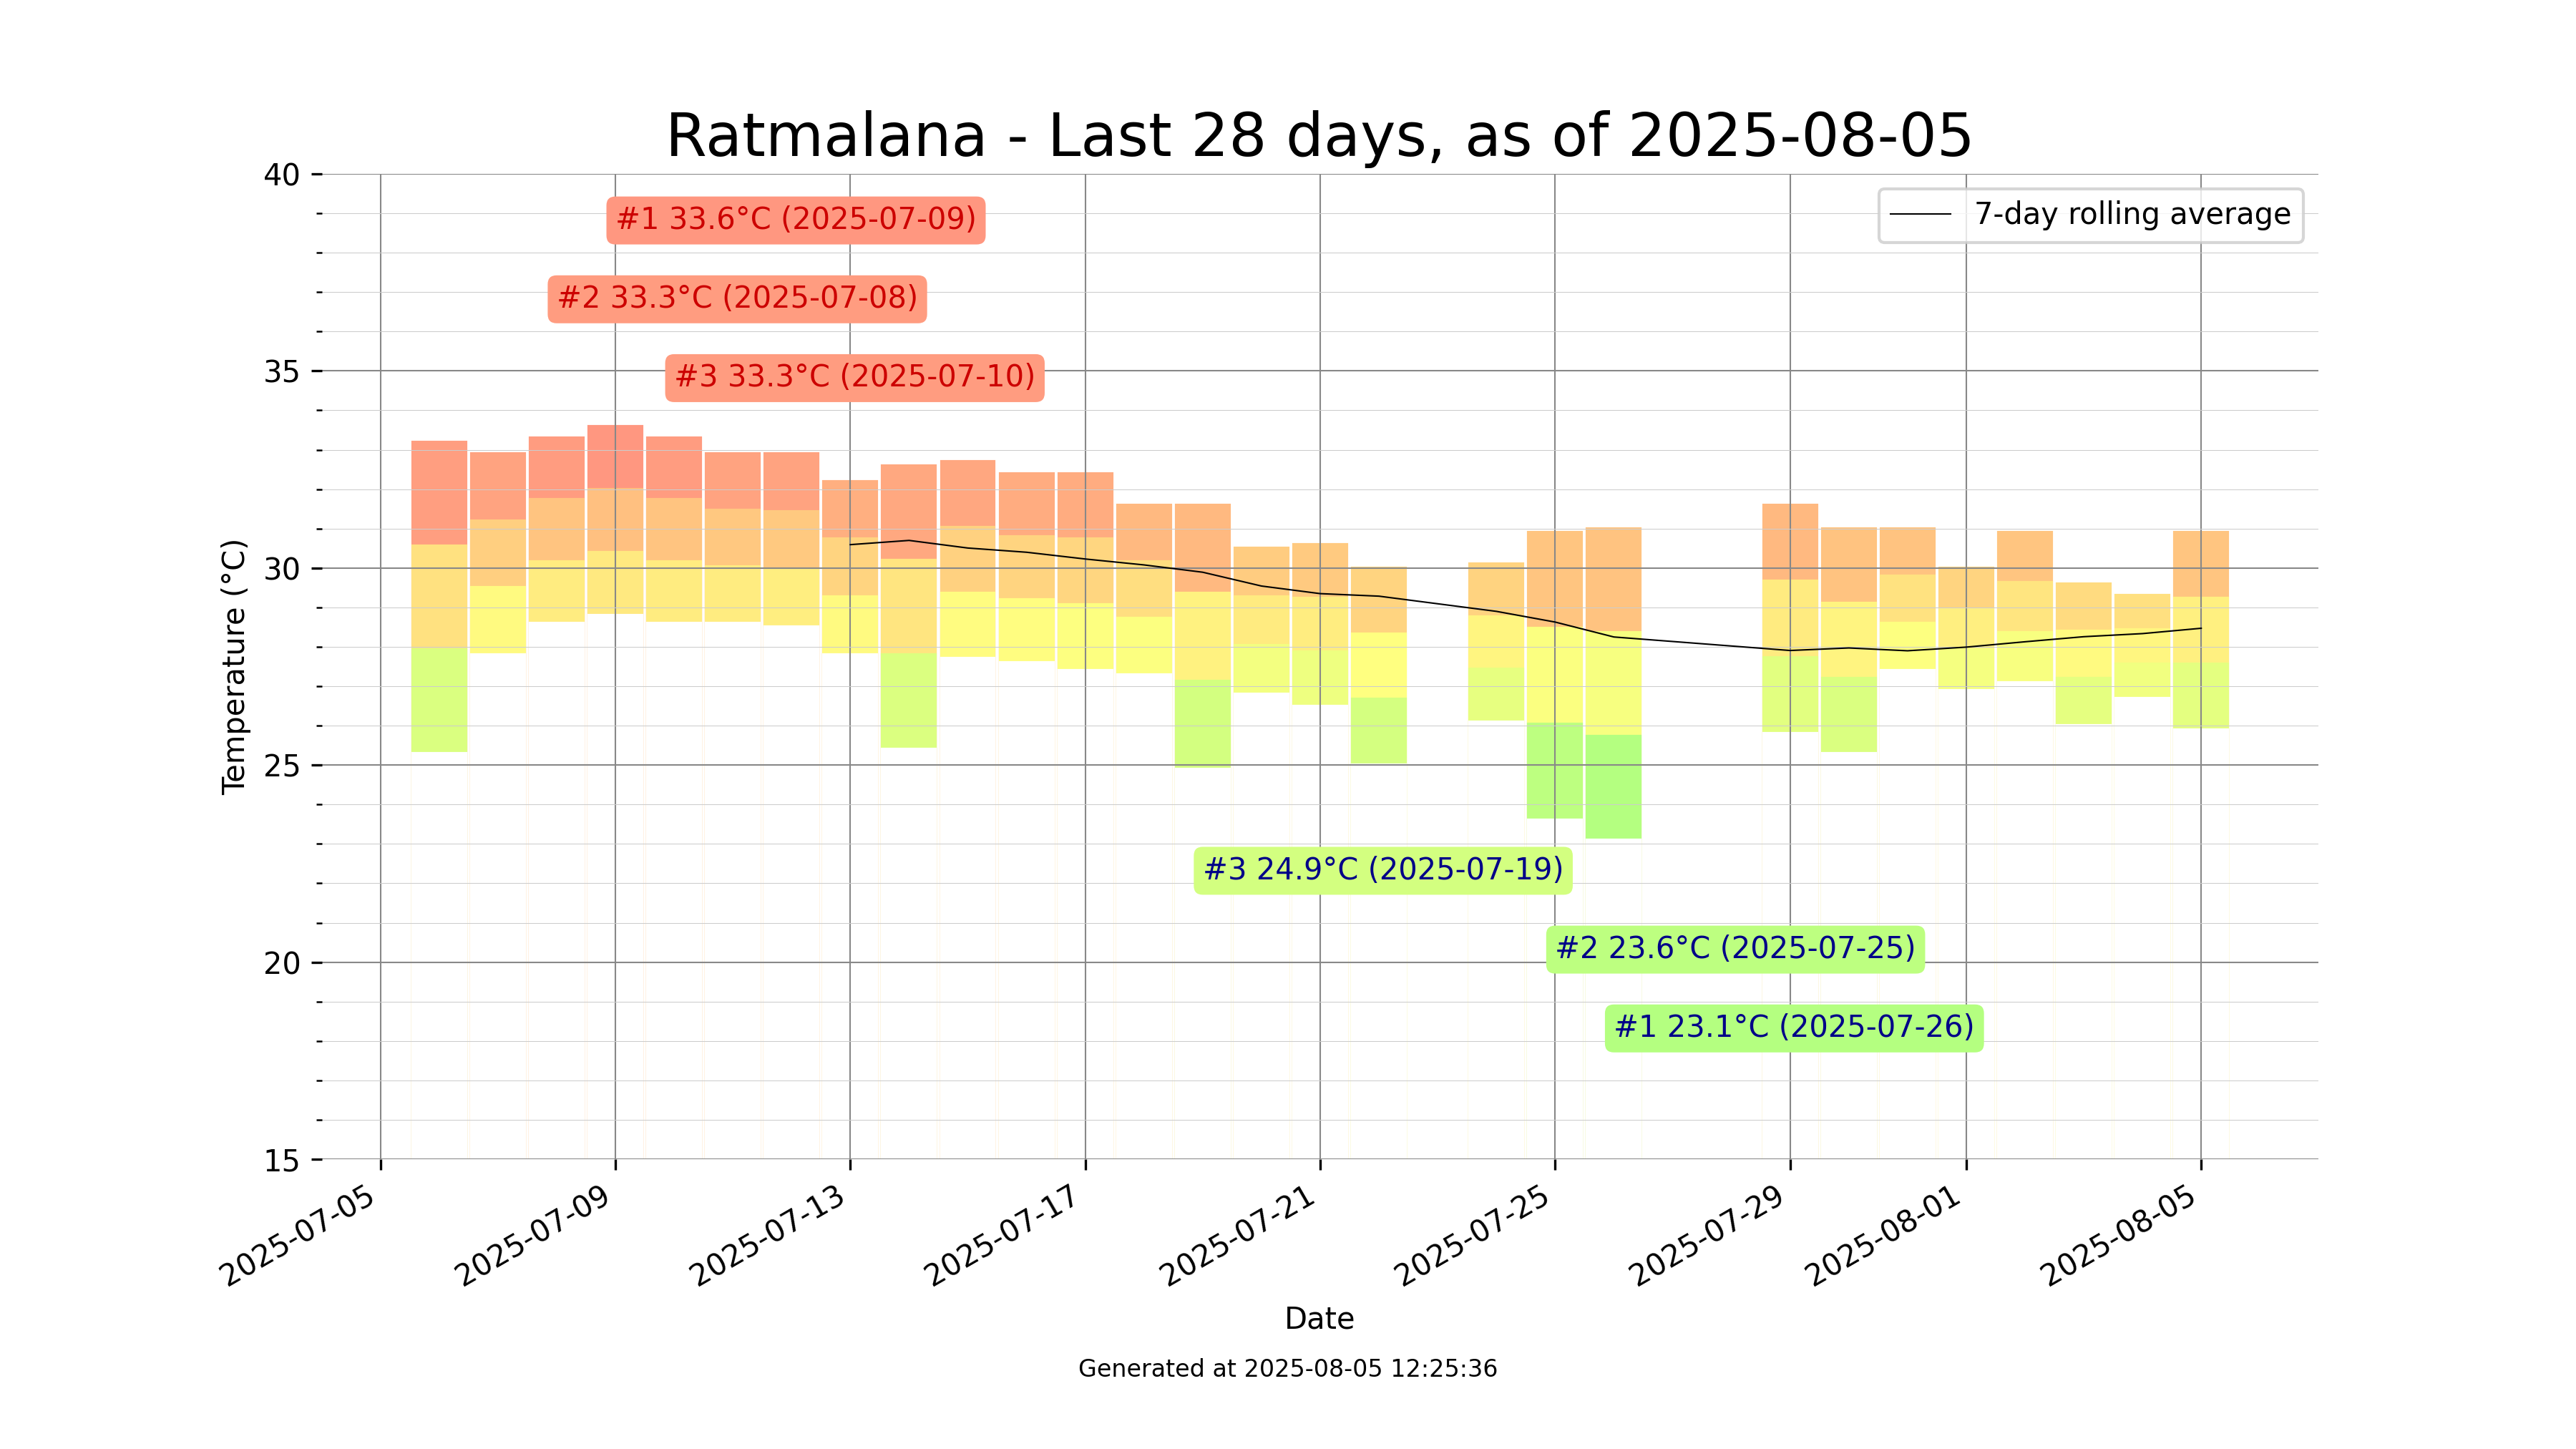 Ratmalana - Last 28 days, as of 2025-08-05
7-day rolling average
#1 33.6°C (2025-07-09)
#2 33.3°C (2025-07-08)
#3 33.3°C (2025-07-10)
#3 24.9°C (2025-07-19)
#2 23.6°C (2025-07-25)
#1 23.1°C (2025-07-26)
Temperature (°C)
40
35
30
25
20
15
2025-07-05
2025-07-09
2025-07-13
2025-07-17
2025-07-21
2025-07-25
2025-07-29
2025-08-01
2025-08-05
Date
Generated at 2025-08-05 12:25:36